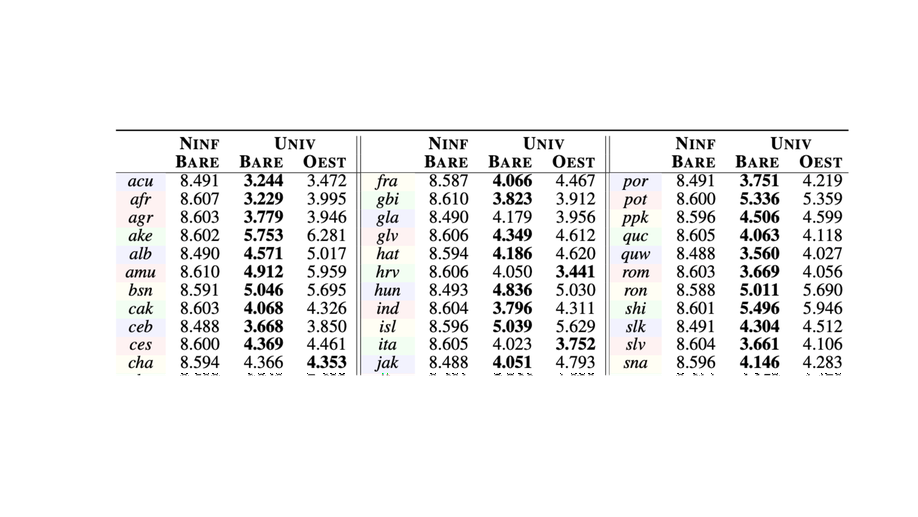 NINF UNIV NINF UNIV NINF UNIV
BARE BARE OEST BARE BARE OEST BARE BARE OEST
acu 8.491 3.244 3.472 fra 8.587 4.066 4.467 por 8.491 3.751 4.219
afr 8.607 3.229 3.995 gbi 8.610 3.823 3.912 pot 8.600 5.336 5.359
agr 8.603 3.779 3.946 gla 8.490 4.179 3.956 ppk 8.596 4.506 4.599
ake 8.602 5.753 6.281 glv 8.606 4.349 4.612 quc 8.605 4.063 4.118
alb 8.490 4.571 5.017 hat 8.594 4.186 4.620 quw 8.488 3.560 4.027
amu 8.610 4.912 5.959 hrv 8.606 4.050 3.441 rom 8.603 3.669 4.056
bsn 8.591 5.046 5.695 hun 8.493 4.836 5.030 ron 8.588 5.011 5.690
cak 8.603 4.068 4.326 ind 8.604 3.796 4.311 shi 8.601 5.496 5.946
ceb 8.488 3.668 3.850 isl 8.596 5.039 5.629 slk 8.491 4.304 4.512
ces 8.600 4.369 4.461 ita 8.605 4.023 3.752 slv 8.604 3.661 4.106
cha 8.594 4.366 4.353 jak 8.488 4.051 4.793 sna 8.596 4.146 4.283